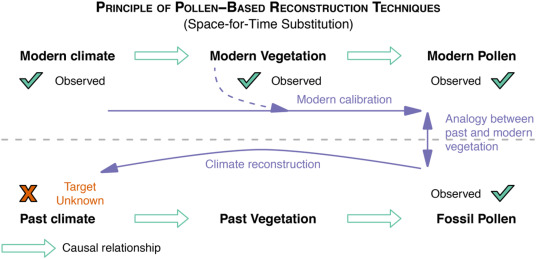 PRINCIPLE OF POLLEN–BASED RECONSTRUCTION TECHNIQUES
(Space-for-Time Substitution)
Modern climate
Modern Vegetation
Modern Pollen
Observed
Observed
Observed
Modern calibration
Analogy between
past and modern
vegetation
Climate reconstruction
Target
Unknown
Observed
Past climate
Past Vegetation
Fossil Pollen
Causal relationship